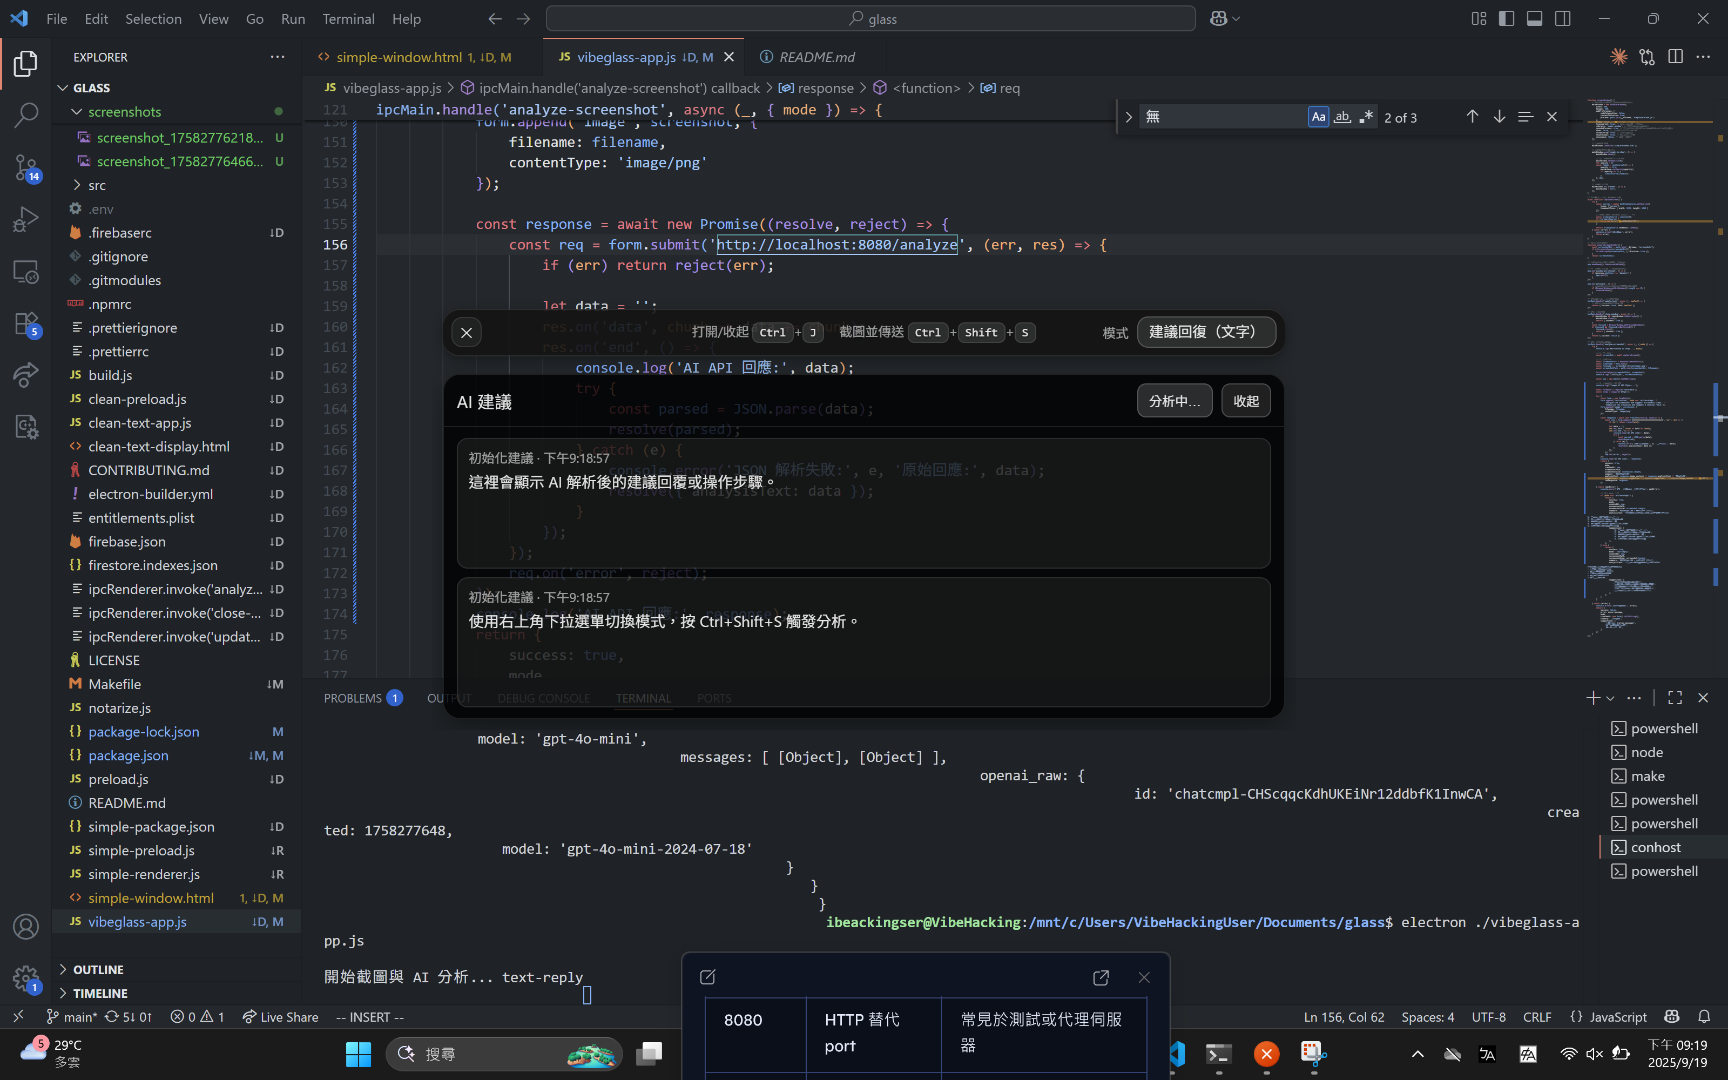 File Edit Selection View Go Run Terminal Help
glass
EXPLORER
GLASS
screenshots
screenshot_17582776218... U
screenshot_17582776466... U
src
.env
.firebaserc ↓D
.gitignore
.gitmodules
.npmrc
.prettierignore ↓D
.prettierrc ↓D
build.js ↓D
clean-preload.js ↓D
clean-text-app.js ↓D
clean-text-display.html ↓D
CONTRIBUTING.md ↓D
electron-builder.yml ↓D
entitlements.plist ↓D
firebase.json ↓D
firestore.indexes.json ↓D
ipcRenderer.invoke('analyz... ↓D
ipcRenderer.invoke('close-... ↓D
ipcRenderer.invoke('updat... ↓D
LICENSE
Makefile ↓M
notarize.js
package-lock.json M
package.json ↓M, M
preload.js ↓D
README.md
simple-package.json ↓D
simple-preload.js ↓R
simple-renderer.js ↓R
simple-window.html 1, ↓D, M
vibeglass-app.js ↓D, M
OUTLINE
TIMELINE
14
5
1
simple-window.html 1, ↓D, M
vibeglass-app.js ↓D, M
README.md
vibeglass-app.js > ipcMain.handle('analyze-screenshot') callback > response > <function> > req
無
Aa ab 2 of 3
121 ipcMain.handle('analyze-screenshot', async (_, { mode }) => {
150 form.append('image', screenshot, {
151 filename: filename,
152 contentType: 'image/png'
153 });
154
155 const response = await new Promise((resolve, reject) => {
156 const req = form.submit('http://localhost:8080/analyze', (err, res) => {
157 if (err) return reject(err);
158
159 let data = '';
160
161 res.on('end', () => {
162 console.log('AI API 回應:', data);
163 try {
164 const parsed = JSON.parse(data);
165 resolve(parsed);
166 } catch (e) {
167 console.error('JSON 解析失敗:', e, '原始回應:', data);
168 resolve({ analysisText: data });
169 }
170 });
171 });
172 req.on('error', reject);
173
174 console.log('AI API 回應:', response);
175 return {
176 success: true,
177 mode
打開/收起 Ctrl + J 截圖並傳送 Ctrl + Shift + S
模式 建議回復（文字）
AI 建議
分析中... 收起
初始化建議 · 下午9:18:57
這裡會顯示 AI 解析後的建議回覆或操作步驟。
初始化建議 · 下午9:18:57
使用右上角下拉選單切換模式，按 Ctrl+Shift+S 觸發分析。
PROBLEMS 1 OUTPUT DEBUG CONSOLE TERMINAL PORTS
model: 'gpt-4o-mini',
messages: [ [Object], [Object] ],
openai_raw: {
id: 'chatcmpl-CHScqqcKdhUKEiNr12ddbfK1InwCA',
crea
ted: 1758277648,
model: 'gpt-4o-mini-2024-07-18'
}
}
}
ibeackingser@VibeHacking:/mnt/c/Users/VibeHackingUser/Documents/glass$ electron ./vibeglass-a
pp.js
開始截圖與 AI 分析... text-reply
powershell
node
make
powershell
powershell
conhost
powershell
8080 HTTP 替代 port 常見於測試或代理伺服器
main* 5↓ 0↑ 0 1 Live Share -- INSERT --
Ln 156, Col 62 Spaces: 4 UTF-8 CRLF {} JavaScript
5
29°C
多雲
搜尋
下午 09:19
2025/9/19